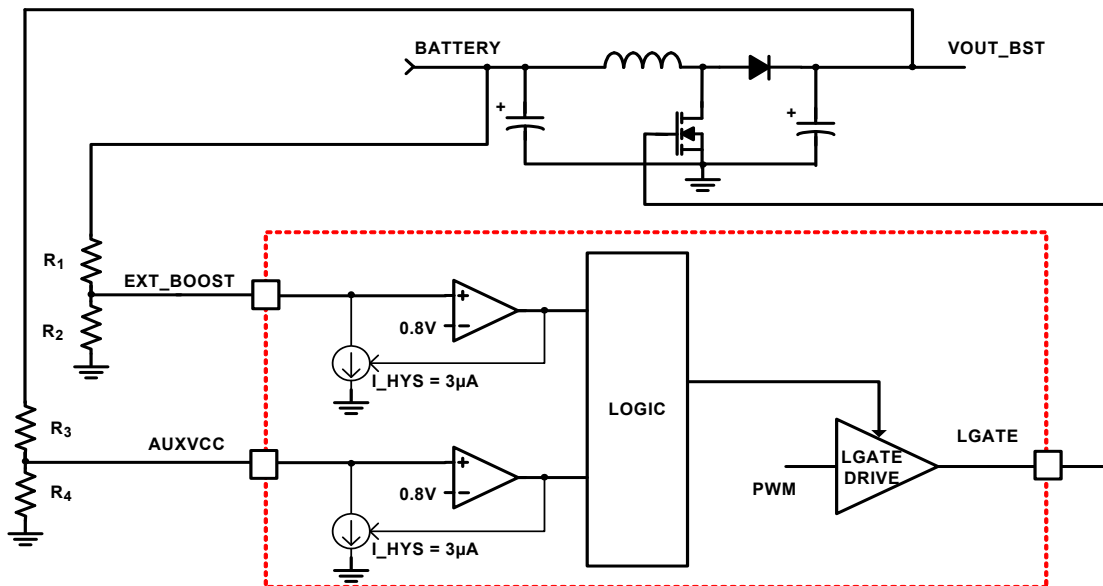 BATTERY
VOUT_BST
+
+
R1
EXT_BOOST
R2
+
0.8V
−
I_HYS = 3µA
LOGIC
R3
AUXVCC
R4
+
0.8V
−
I_HYS = 3µA
LGATE
DRIVE
LGATE
PWM